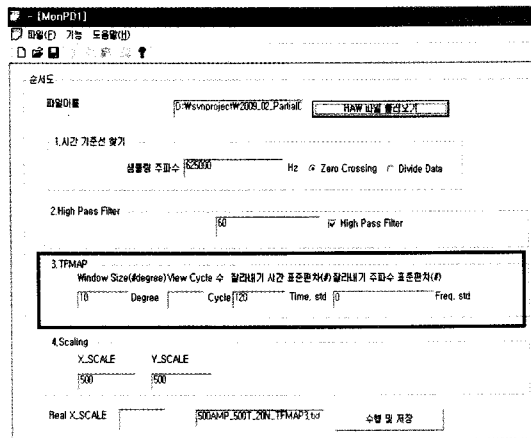 - [MonPD1]
파일(F) 기능 도움말(H)
순서도
파일이름 D:₩svnproject₩2009_02_Partial RAW 파일 불러오기
1.시간 기준선 찾기
샘플링 주파수 625000 Hz Zero Crossing Divide Data
2.High Pass Filter
60 High Pass Filter
3.TFMAP
Window Size(#degree) View Cycle 수 잘라내기 시간 표준편차(#) 잘라내기 주파수 표준편차(#)
10 Degree Cycle 120 Time, std 0 Freq. std
4.Scaling
X_SCALE Y_SCALE
500 500
Real X_SCALE 500AMP_500T_20N_TFMAP3.txt 수행 및 저장